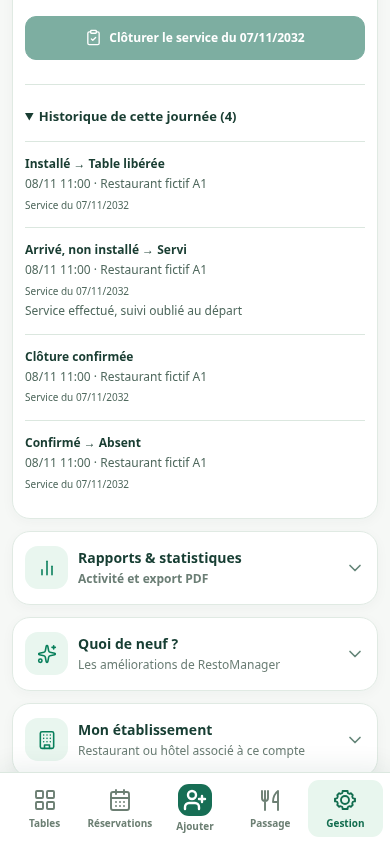 Clôturer le service du 07/11/2032
▼ Historique de cette journée (4)
Installé → Table libérée
08/11 11:00 · Restaurant fictif A1
Service du 07/11/2032
Arrivé, non installé → Servi
08/11 11:00 · Restaurant fictif A1
Service du 07/11/2032
Service effectué, suivi oublié au départ
Clôture confirmée
08/11 11:00 · Restaurant fictif A1
Service du 07/11/2032
Confirmé → Absent
08/11 11:00 · Restaurant fictif A1
Service du 07/11/2032
Rapports & statistiques
Activité et export PDF
Quoi de neuf ?
Les améliorations de RestoManager
Mon établissement
Restaurant ou hôtel associé à ce compte
Tables
Réservations
Ajouter
Passage
Gestion